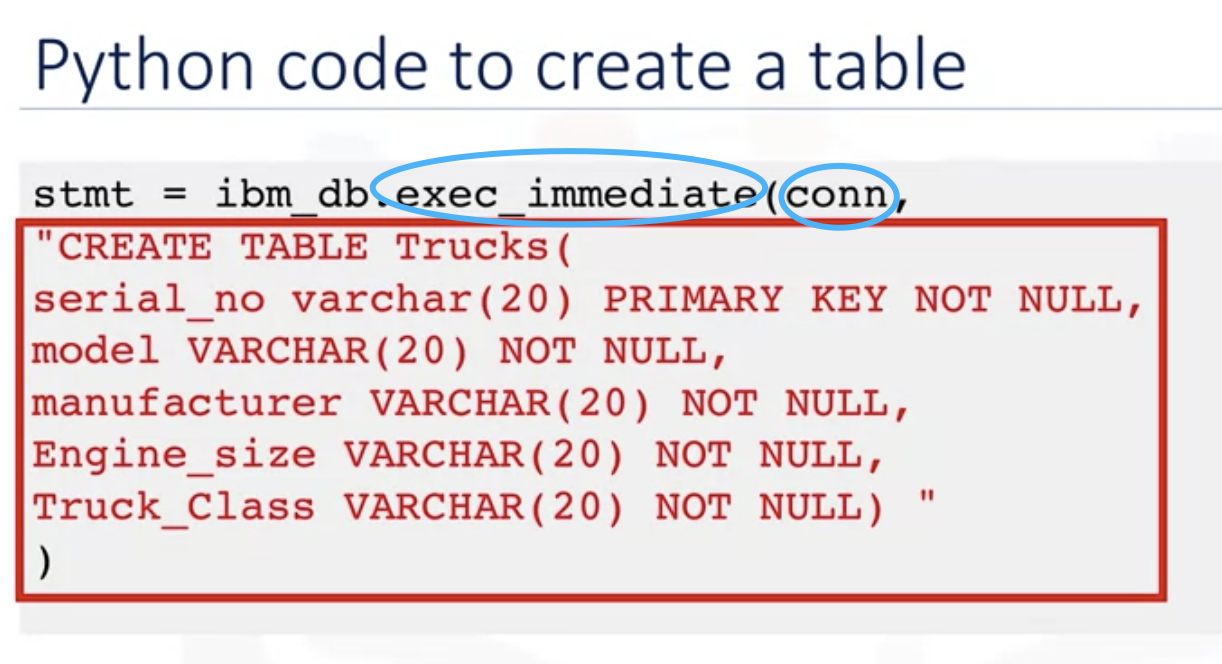 Python code to create a table
stmt = ibm_db.exec_immediate(conn,
"CREATE TABLE Trucks(
serial_no varchar(20) PRIMARY KEY NOT NULL,
model VARCHAR(20) NOT NULL,
manufacturer VARCHAR(20) NOT NULL,
Engine_size VARCHAR(20) NOT NULL,
Truck_Class VARCHAR(20) NOT NULL) "
)